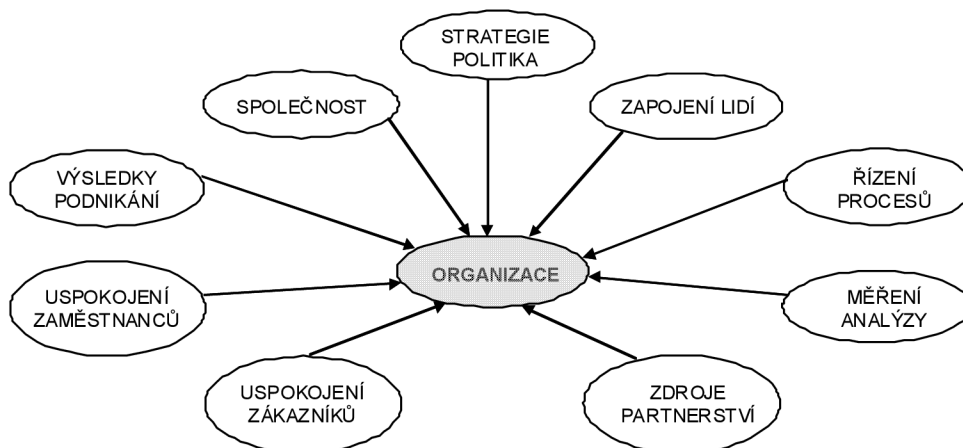 STRATEGIE
POLITIKA
SPOLEČNOST
ZAPOJENÍ LIDÍ
VÝSLEDKY
PODNIKÁNÍ
ŘÍZENÍ
PROCESŮ
ORGANIZACE
USPOKOJENÍ
ZAMĚSTNANCŮ
MĚŘENÍ
ANALÝZY
USPOKOJENÍ
ZÁKAZNÍKŮ
ZDROJE
PARTNERSTVÍ